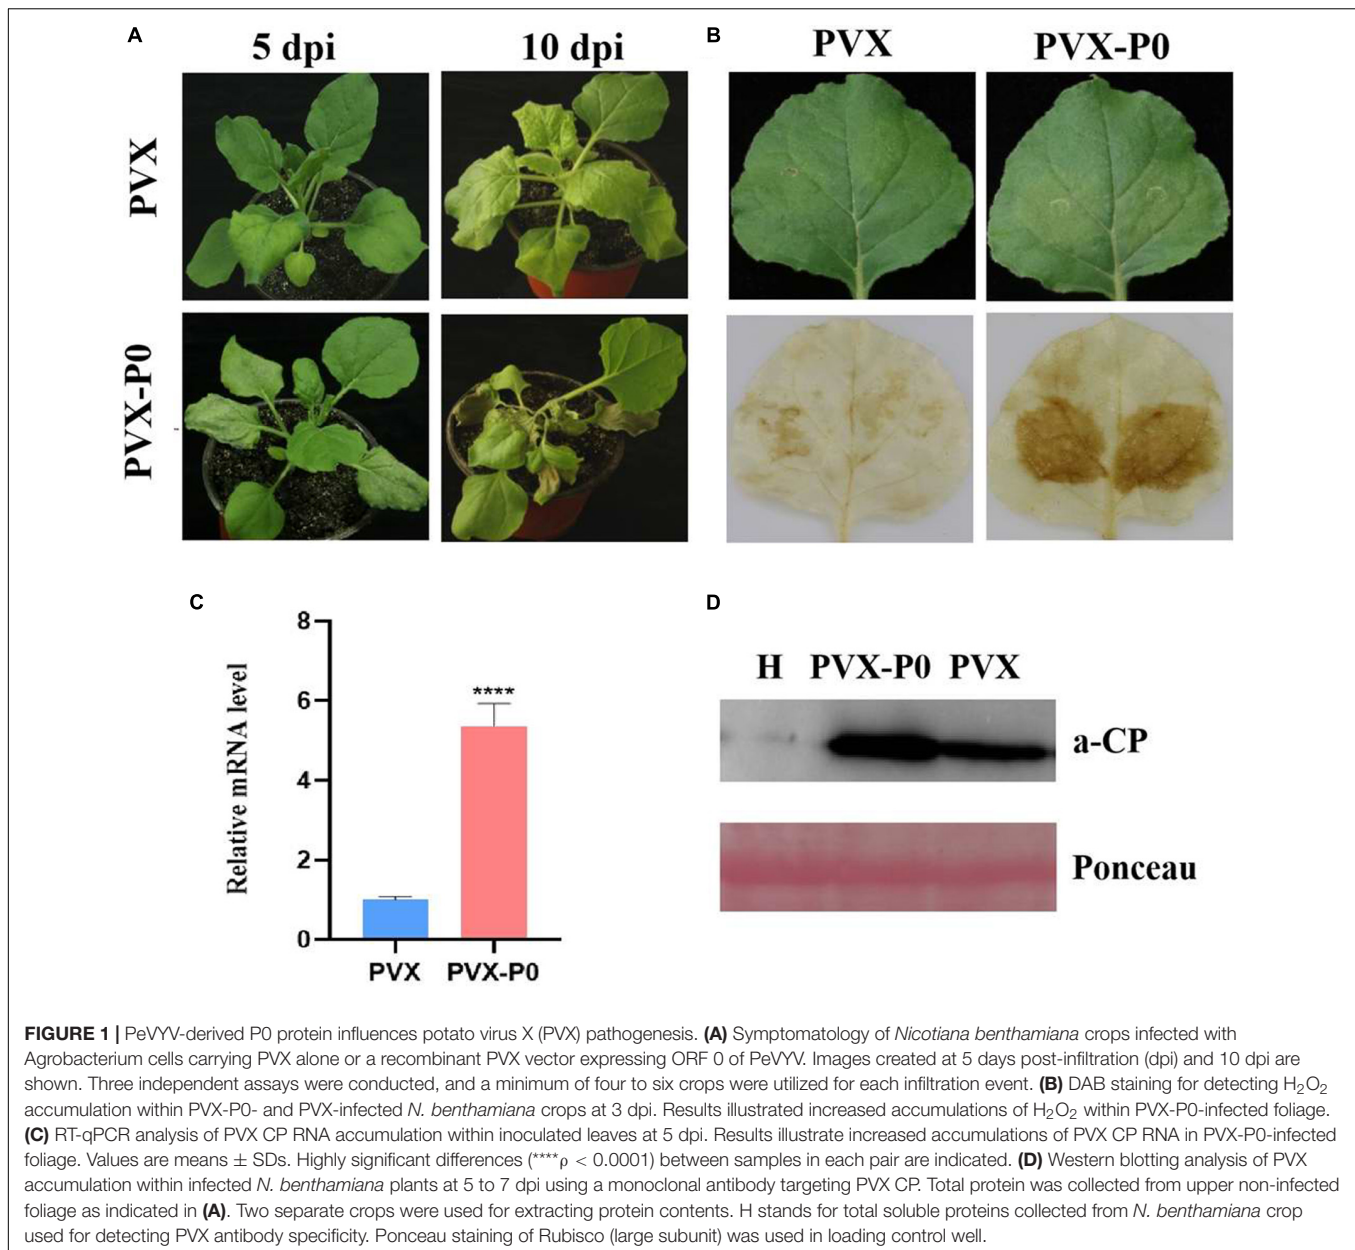 A
5 dpi
10 dpi
PVX
PVX-P0
B
PVX
PVX-P0
C
Relative mRNA level
8
6
4
2
0
****
PVX
PVX-P0
D
H PVX-P0 PVX
a-CP
Ponceau
FIGURE 1 | PeVYV-derived P0 protein influences potato virus X (PVX) pathogenesis. (A) Symptomatology of Nicotiana benthamiana crops infected with
Agrobacterium cells carrying PVX alone or a recombinant PVX vector expressing ORF 0 of PeVYV. Images created at 5 days post-infiltration (dpi) and 10 dpi are
shown. Three independent assays were conducted, and a minimum of four to six crops were utilized for each infiltration event. (B) DAB staining for detecting H₂O₂
accumulation within PVX-P0- and PVX-infected N. benthamiana crops at 3 dpi. Results illustrated increased accumulations of H₂O₂ within PVX-P0-infected foliage.
(C) RT-qPCR analysis of PVX CP RNA accumulation within inoculated leaves at 5 dpi. Results illustrate increased accumulations of PVX CP RNA in PVX-P0-infected
foliage. Values are means ± SDs. Highly significant differences (****ρ < 0.0001) between samples in each pair are indicated. (D) Western blotting analysis of PVX
accumulation within infected N. benthamiana plants at 5 to 7 dpi using a monoclonal antibody targeting PVX CP. Total protein was collected from upper non-infected
foliage as indicated in (A). Two separate crops were used for extracting protein contents. H stands for total soluble proteins collected from N. benthamiana crop
used for detecting PVX antibody specificity. Ponceau staining of Rubisco (large subunit) was used in loading control well.